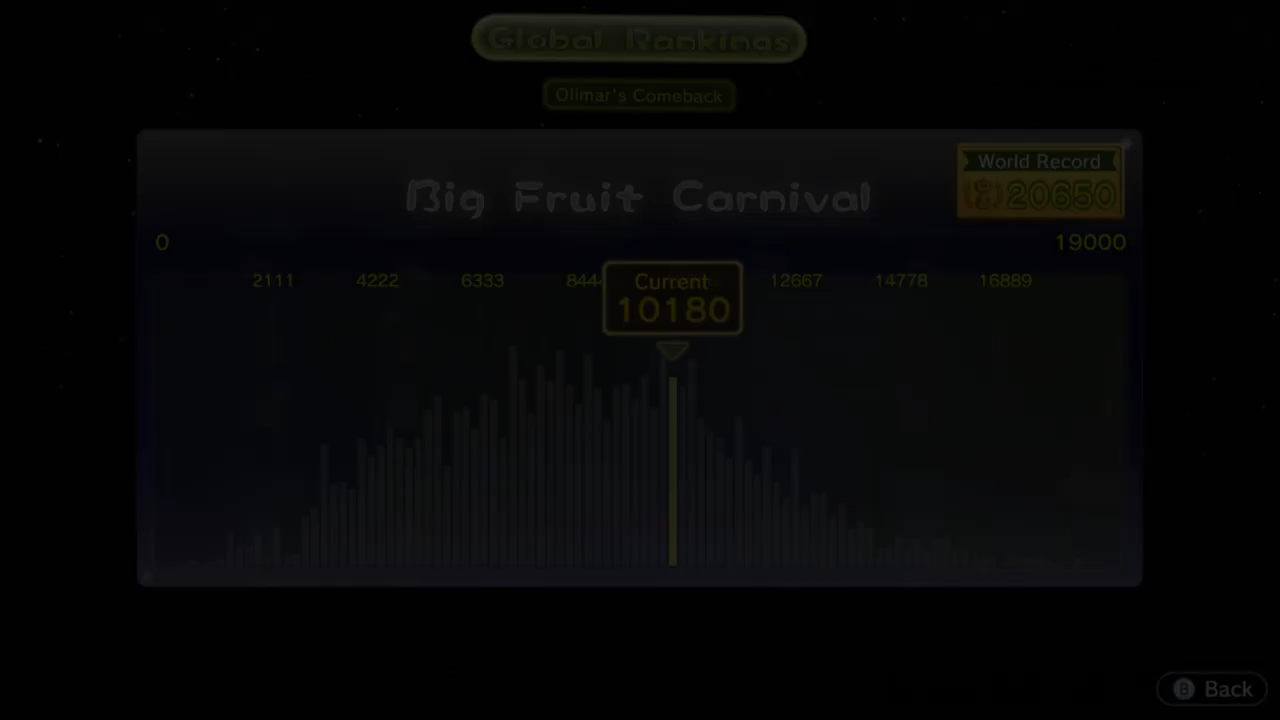 Global Rankings
Olimar's Comeback
World Record
20650
Big Fruit Carnival
0
19000
2111
4222
6333
8444
Current
10180
12667
14778
16889
B Back